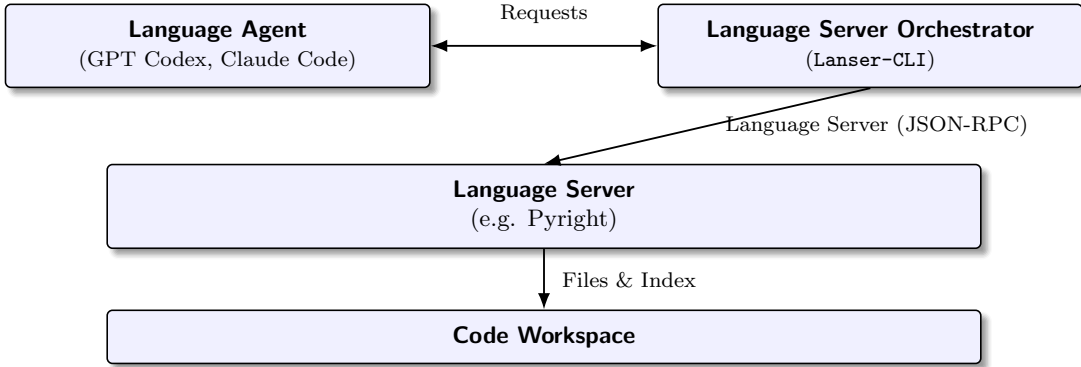 Requests
Language Agent
(GPT Codex, Claude Code)
Language Server Orchestrator
(Lanser-CLI)
Language Server (JSON-RPC)
Language Server
(e.g. Pyright)
Files & Index
Code Workspace